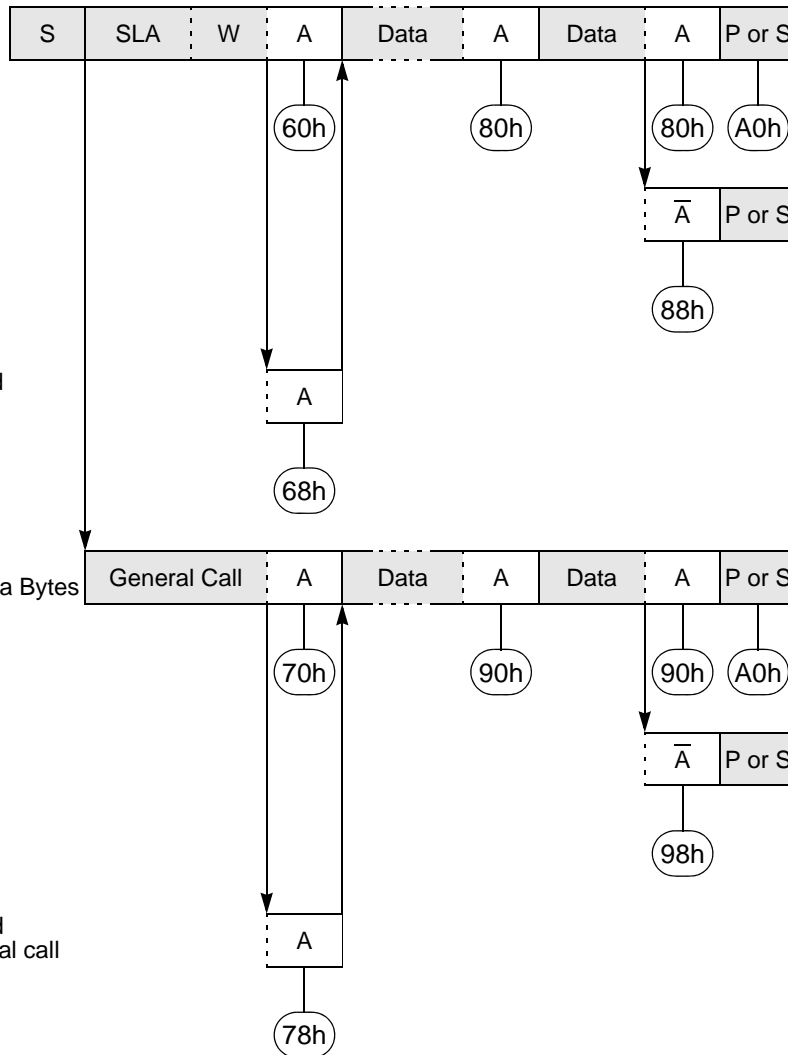 S SLA W A Data A Data A P or S
60h 80h 80h A0h
A̅ P or S
88h
A
68h
General Call A Data A Data A P or S
a Bytes
70h 90h 90h A0h
A̅ P or S
98h
A
al call
78h